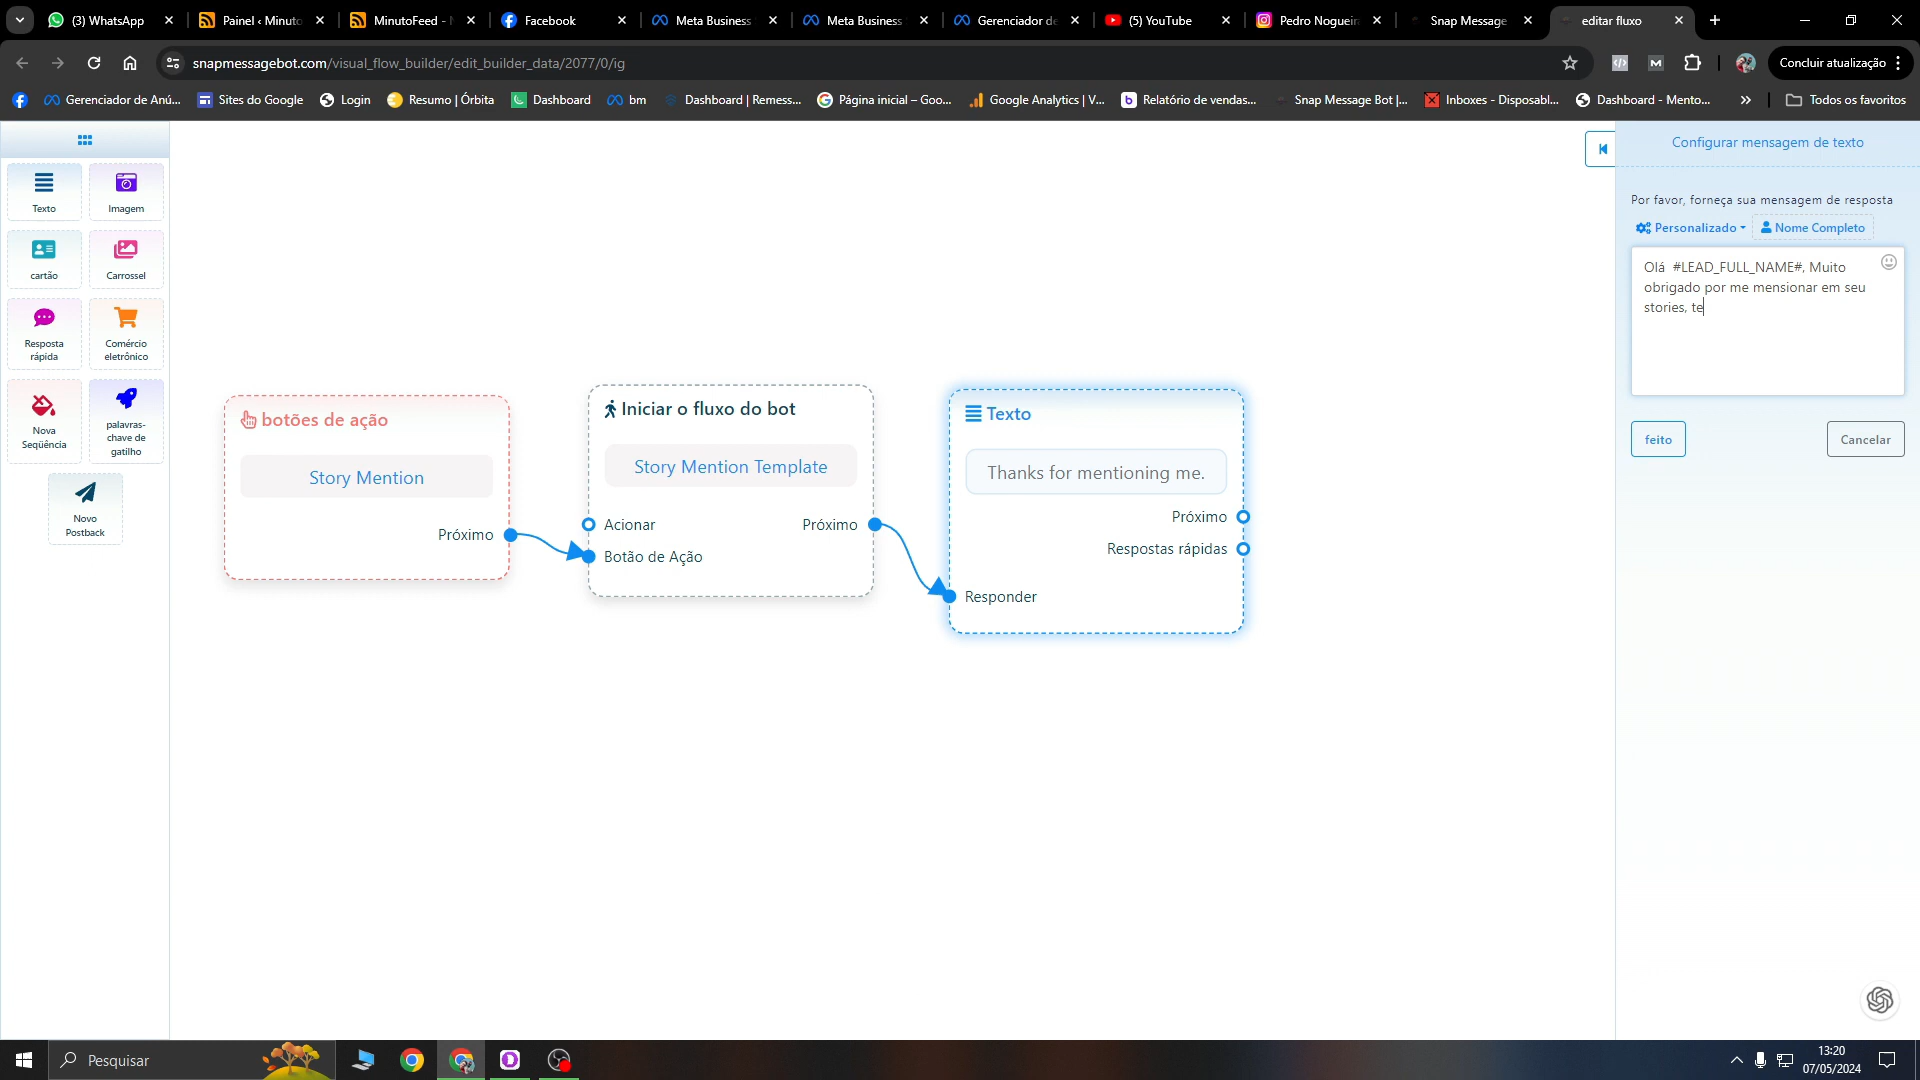 (3) WhatsApp
Painel ‹ Minuto
MinutoFeed -
Facebook
Meta Business
Meta Business
Gerenciador de
(5) YouTube
Pedro Nogueir
Snap Message
editar fluxo
snapmessagebot.com/visual_flow_builder/edit_builder_data/2077/0/ig
Concluir atualização
Gerenciador de Anú...
Sites do Google
Login
Resumo | Órbita
Dashboard
bm
Dashboard | Remess...
Página inicial – Goo...
Google Analytics | V...
Relatório de vendas...
Snap Message Bot |...
Inboxes - Disposabl...
Dashboard - Mento...
»
Todos os favoritos
Texto
Imagem
cartão
Carrossel
Resposta
rápida
Comércio
eletrônico
Nova
Seqüência
palavras-
chave de
gatilho
Novo
Postback
botões de ação
Story Mention
Próximo
Iniciar o fluxo do bot
Story Mention Template
Acionar
Próximo
Botão de Ação
Texto
Thanks for mentioning me.
Próximo
Respostas rápidas
Responder
Configurar mensagem de texto
Por favor, forneça sua mensagem de resposta
Personalizado
Nome Completo
Olá #LEAD_FULL_NAME#, Muito
obrigado por me mensionar em seu
stories, te
feito
Cancelar
Pesquisar
13:20
07/05/2024